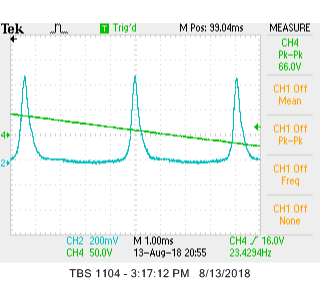 Tek T Trig'd M Pos: 99.04ms MEASURE
CH4
Pk-Pk
66.0V
CH1 Off
Mean
CH1 Off
Pk-Pk
CH1 Off
Freq
CH1 Off
None
4
2
CH2 200mV M 1.00ms CH4 16.0V
CH4 50.0V 13-Aug-18 20:55 23.4294Hz
TBS 1104 - 3:17:12 PM 8/13/2018